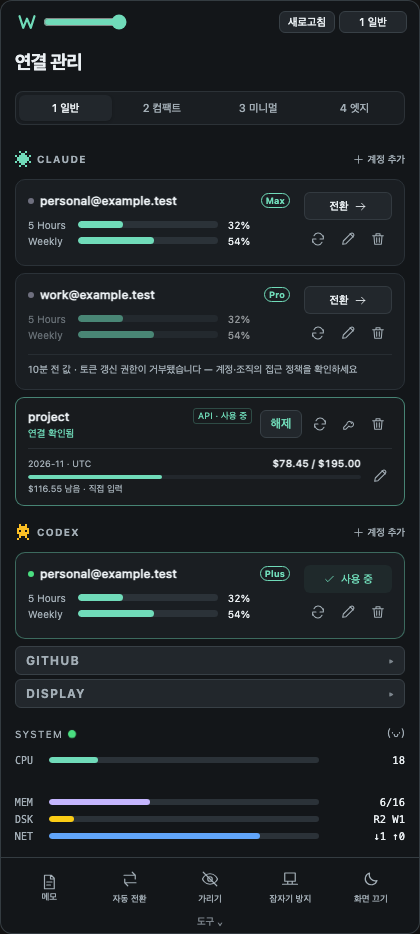 W
새로고침
1 일반
연결 관리
1 일반
2 컴팩트
3 미니멀
4 엣지
CLAUDE
+ 계정 추가
personal@example.test
Max
전환 →
5 Hours 32%
Weekly 54%
work@example.test
Pro
전환 →
5 Hours 32%
Weekly 54%
10분 전 값 · 토큰 갱신 권한이 거부됐습니다 — 계정·조직의 접근 정책을 확인하세요
project
API · 사용 중
해제
연결 확인됨
2026-11 · UTC
$78.45 / $195.00
$116.55 남음 · 직접 입력
CODEX
+ 계정 추가
personal@example.test
Plus
✓ 사용 중
5 Hours 32%
Weekly 54%
GITHUB
DISPLAY
SYSTEM
(·ᴗ·)
CPU 18
MEM 6/16
DSK R2 W1
NET ↓1 ↑0
메모
자동 전환
가리기
잠자기 방지
화면 끄기
도구